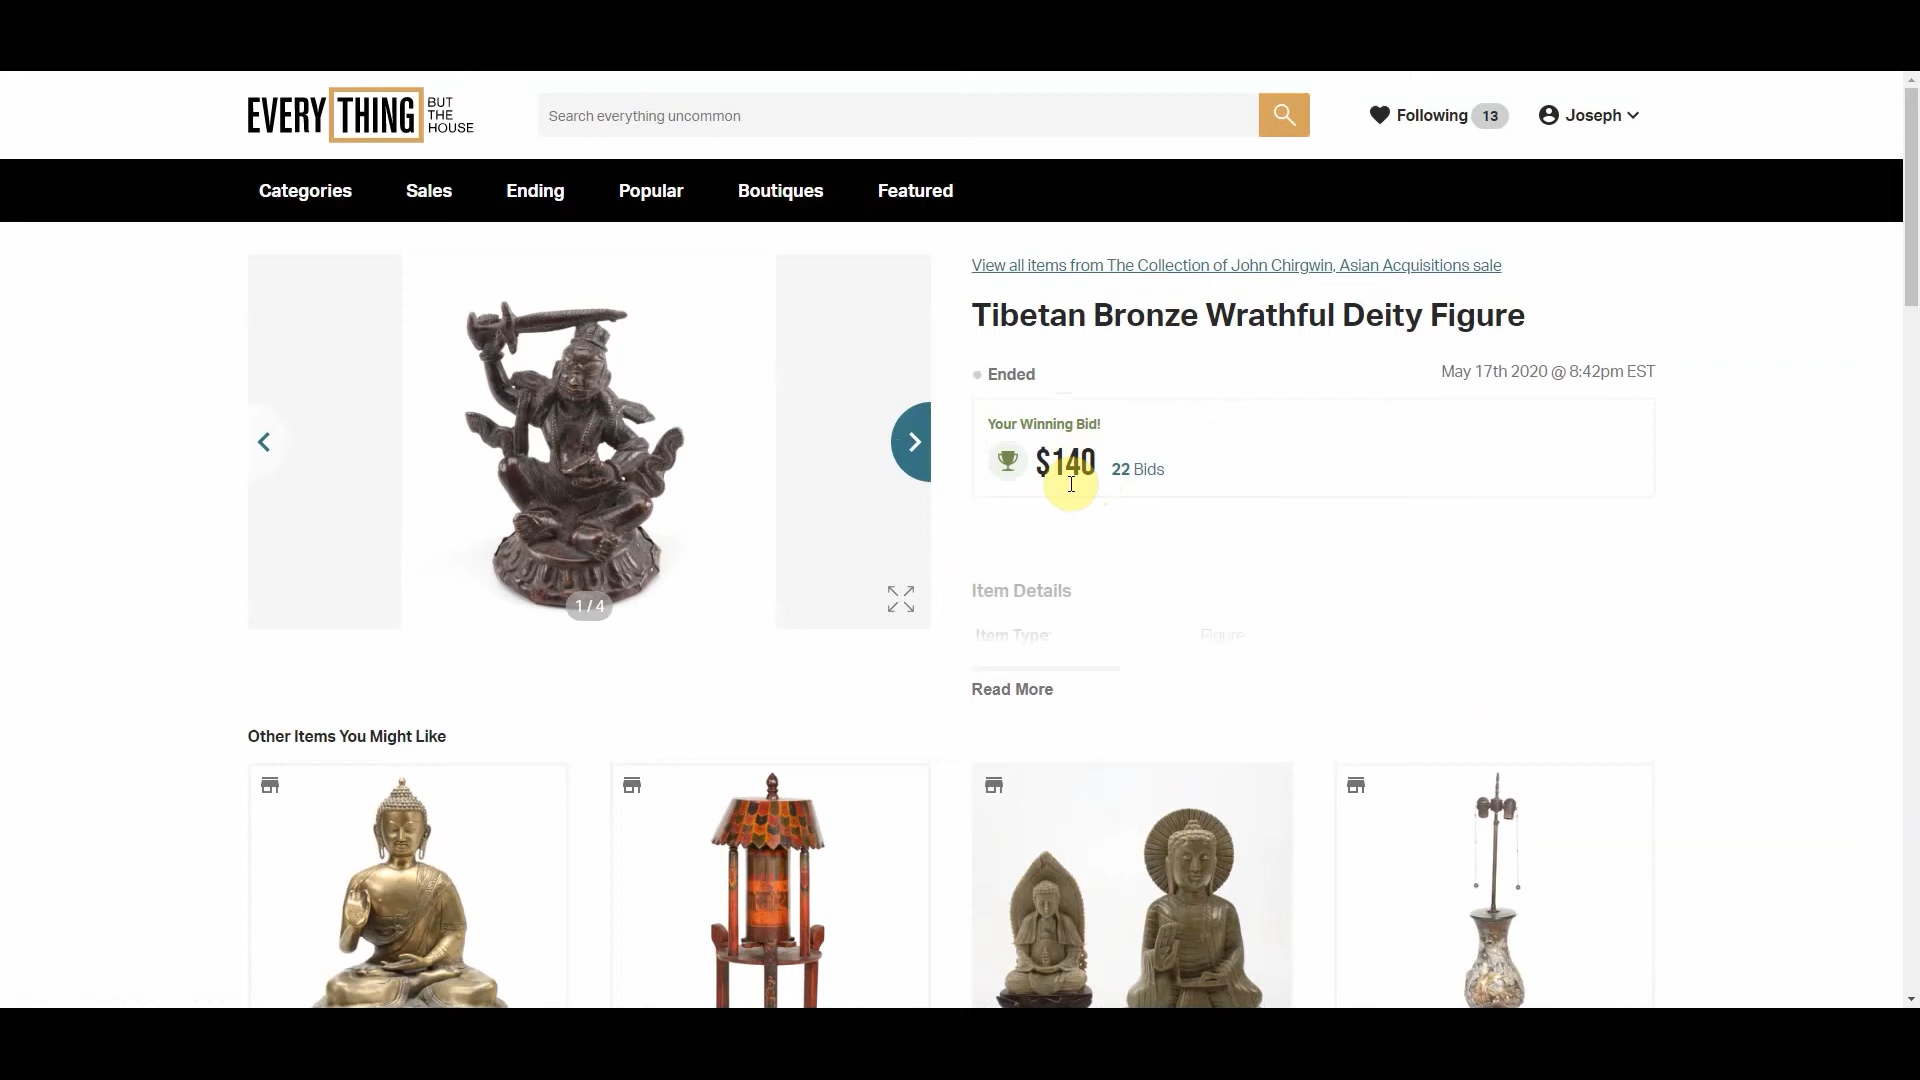 EVERY THING BUT
THE
HOUSE
Search everything uncommon
Following 13
Joseph
Categories Sales Ending Popular Boutiques Featured
View all items from The Collection of John Chirgwin, Asian Acquisitions sale
Tibetan Bronze Wrathful Deity Figure
Ended
May 17th 2020 @ 8:42pm EST
Your Winning Bid!
$140 22 Bids
1 / 4
Item Details
Item Type: Figure
Read More
Other Items You Might Like